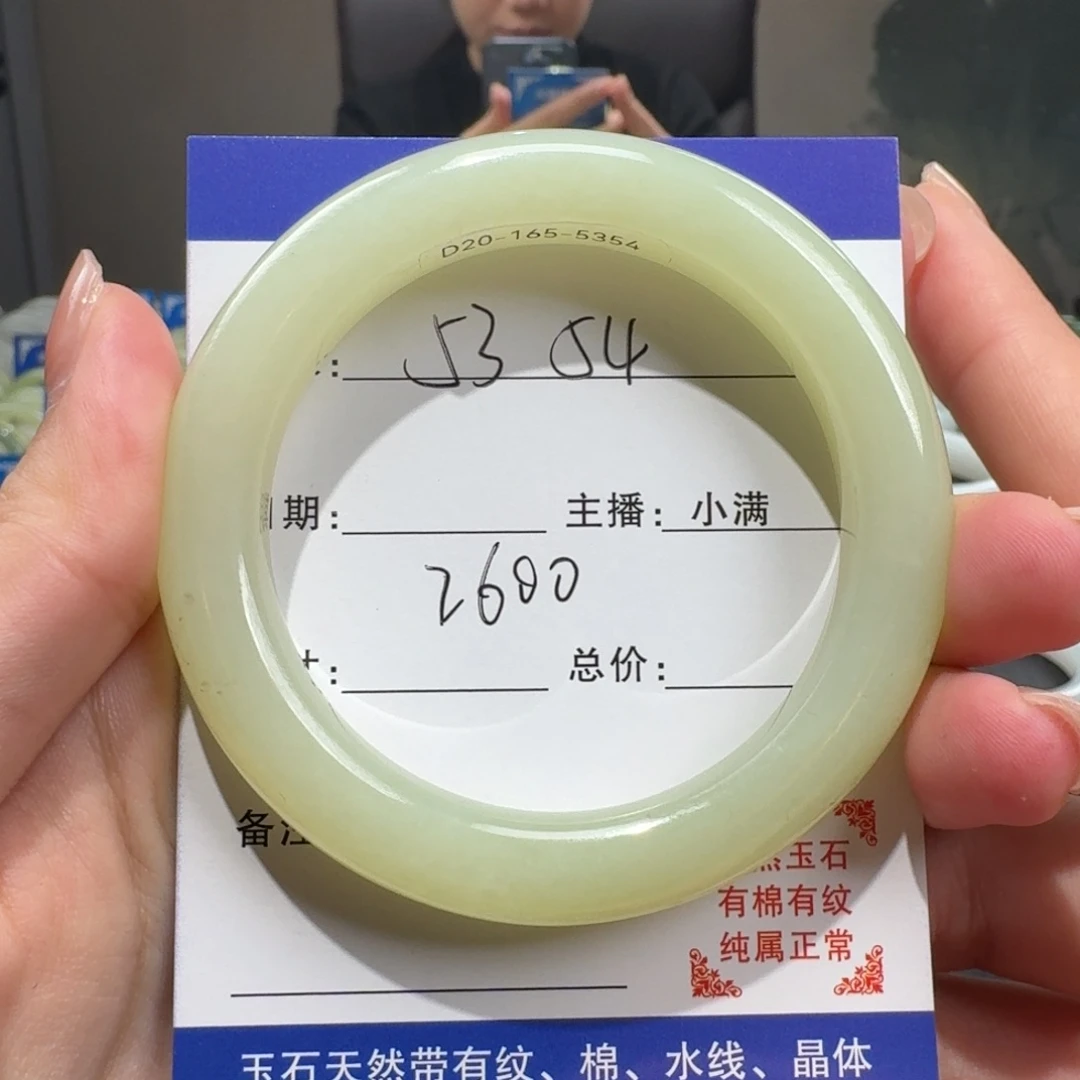 D20-165-5354
: 53 54
期: 主播: 小满
2600
: 总价:
备注
玉石
有棉有纹
纯属正常
玉石天然带有纹、棉、水线、晶体